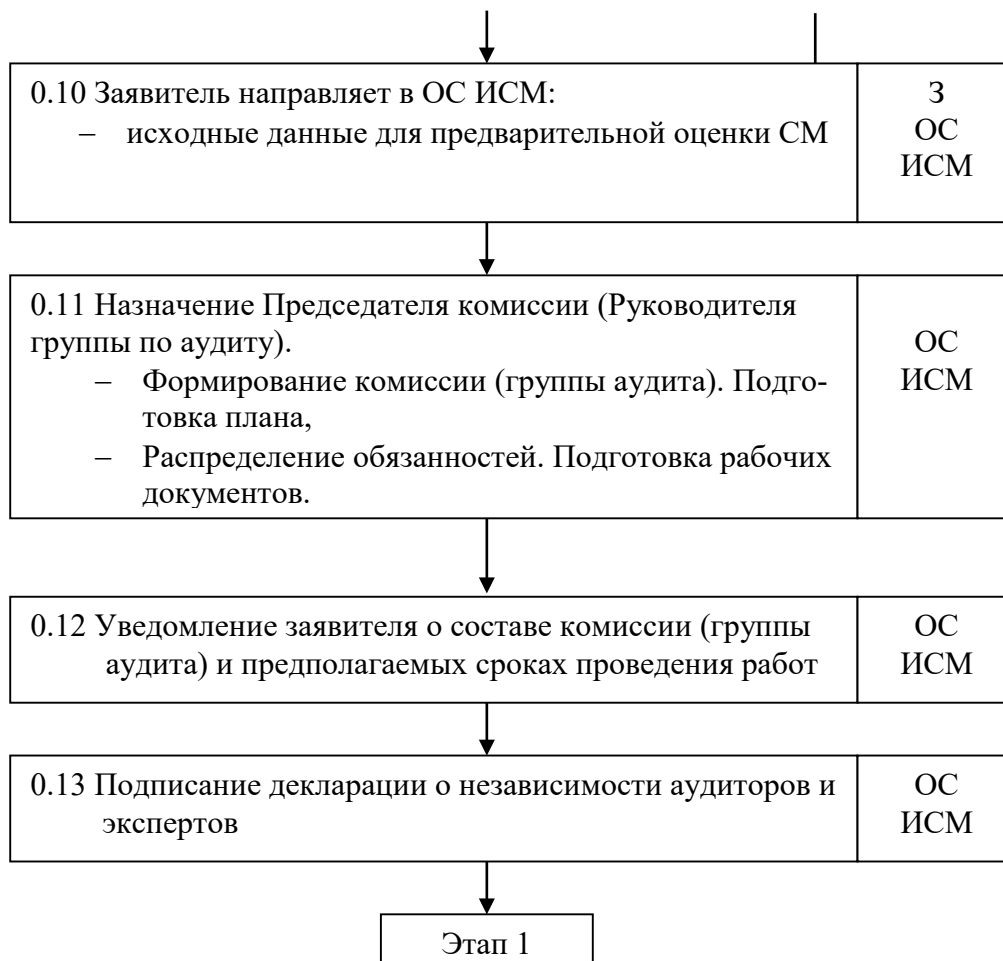 0.10 Заявитель направляет в ОС ИСМ:
– исходные данные для предварительной оценки СМ
З
ОС
ИСМ
0.11 Назначение Председателя комиссии (Руководителя
группы по аудиту).
– Формирование комиссии (группы аудита). Подго-
товка плана,
– Распределение обязанностей. Подготовка рабочих
документов.
ОС
ИСМ
0.12 Уведомление заявителя о составе комиссии (группы
аудита) и предполагаемых сроках проведения работ
ОС
ИСМ
0.13 Подписание декларации о независимости аудиторов и
экспертов
ОС
ИСМ
Этап 1